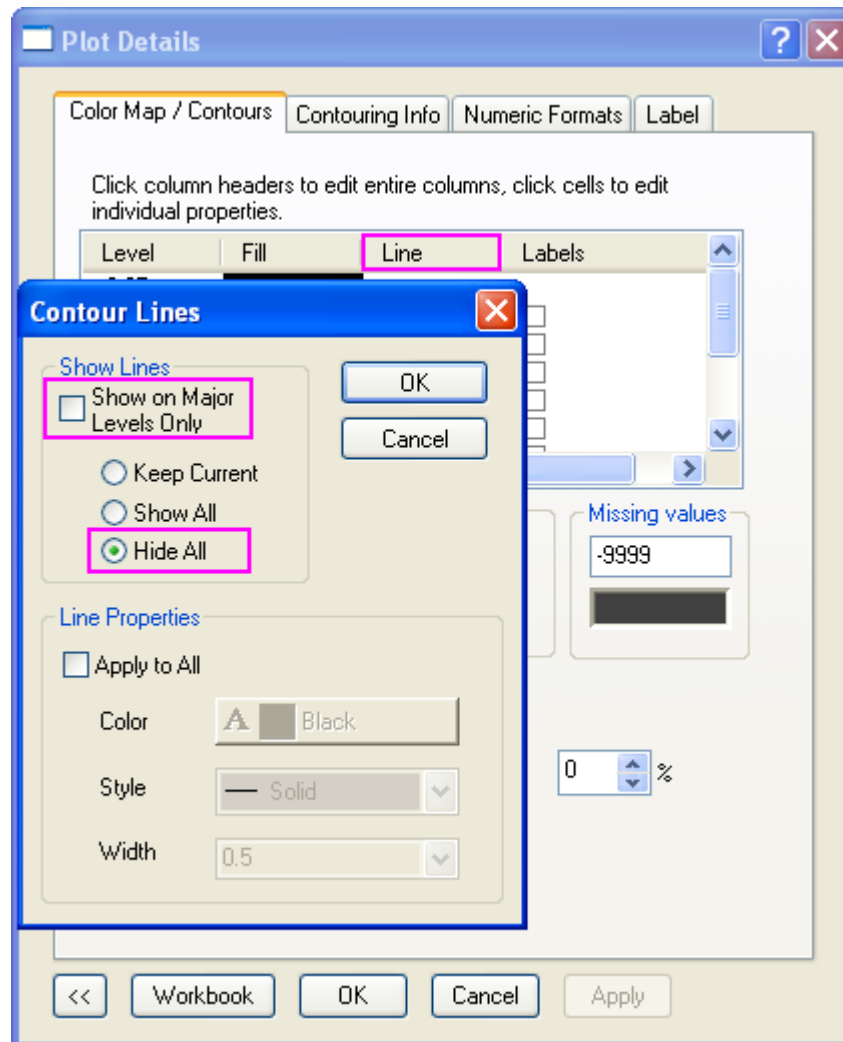 Plot Details
Color Map / Contours Contouring Info Numeric Formats Label
Click column headers to edit entire columns, click cells to edit
individual properties.
Level Fill Line Labels
Contour Lines
Show Lines
Show on Major
Levels Only
Keep Current
Show All
Hide All
OK
Cancel
Missing values
-9999
Line Properties
Apply to All
Color A Black
Style Solid
Width 0.5
0 %
<< Workbook OK Cancel Apply